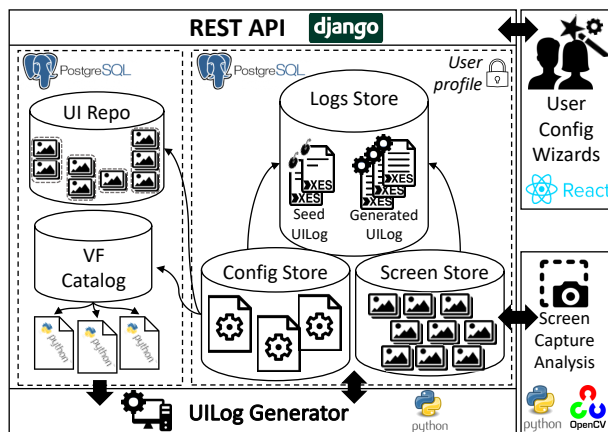 REST API django
PostgreSQL
PostgreSQL
User
profile
UI Repo
Logs Store
XES
XES
XES
XES
XES
Seed
UILog
Generated
UILog
VF
Catalog
Config Store
Screen Store
python
python
python
UILog Generator
python
User
Config
Wizards
React
Screen
Capture
Analysis
python
OpenCV